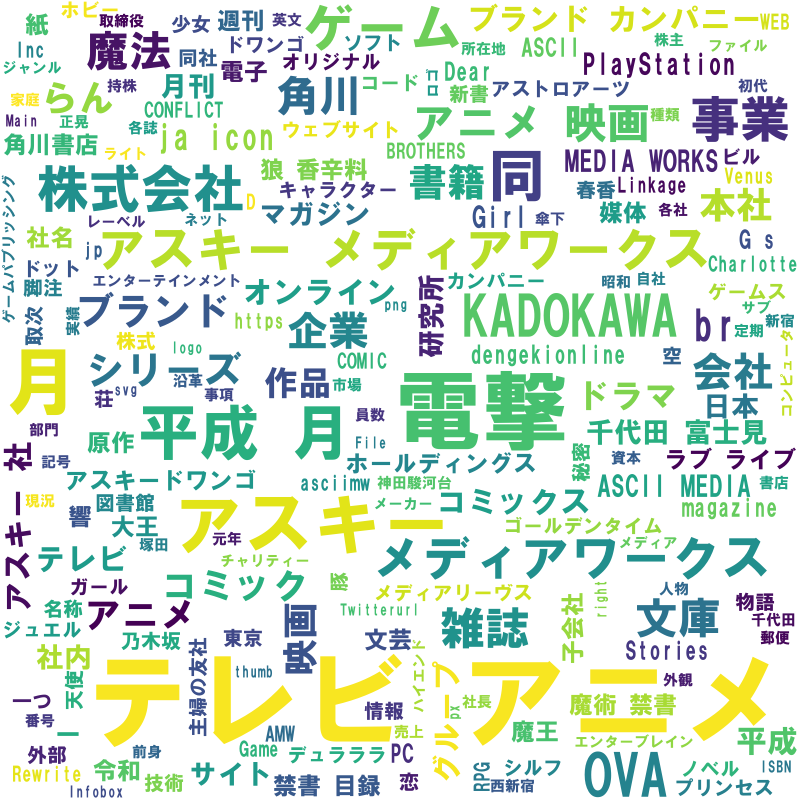 ホビー
取締役
少女
週刊
英文
ゲーム
ブランド カンパニー
WEB
紙
Inc
ジャンル
魔法
同社
ドワンゴ
ソフト
電子
オリジナル
所在地
ASCII
株主
ファイル
持株
月刊
コード
Dear
PlayStation
家庭
らん
CONFLICT
角川
ロロ
新書
アストロアーツ
初代
Main
正晃
各誌
ja icon
ウェブサイト
アニメ
映画
種類
事業
角川書店
ライト
BROTHERS
狼 香辛料
MEDIA WORKS
ビル
株式会社
D
キャラクター
書籍
同
春香
Linkage
Venus
レーベル
ネット
マガジン
Girl
傘下
媒体
各社
本社
ゲームパブリッシング
社名
jp
アスキー メディアワークス
G s
Charlotte
ドット
脚注
エンターテインメント
カンパニー
昭和
自社
取次
実績
ブランド
オンライン
png
研究所
ゲームス
サブ
https
企業
KADOKAWA
br
定期
新宿
株式
logo
COMIC
dengekionline
空
コンピュータ
月
シリーズ
沿革
作品
市場
会社
荘
svg
事項
電撃
ドラマ
日本
部門
原作
平成 月
員数
File
千代田 富士見
社
記号
ホールディングス
秘密
資本
ラブ ライブ
アスキードワンゴ
asciimw
神田駿河台
ASCII MEDIA
書店
現況
図書館
アスキー
メーカー
コミックス
magazine
響
大王
元年
ゴールデンタイム
アスキー
塚田
テレビ
チャリティー
メディアワークス
メディア
ガール
コミック
豚
メディアリーヴス
人物
名称
アニメ
Twitterurl
right
物語
ジュエル
乃木坂
東京
映画
文芸
雑誌
子会社
文庫
千代田
郵便
社内
主婦の友社
thumb
ハイエンド
Stories
テレビ アニメ
外観
一つ
天使
情報
グループ
社長
px
魔術 禁書
番号
一
AMW
売上
魔王
外部
前身
Game
デュラララ
PC
エンターブレイン
平成
Rewrite
令和
技術
サイト
RPG
シルフ
OVA
ノベル
ISBN
Infobox
禁書 目録
恋
西新宿
プリンセス